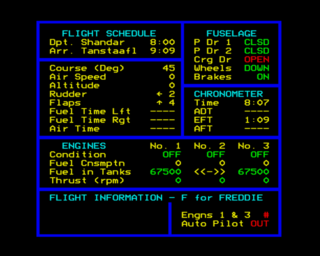 FLIGHT SCHEDULE
Dpt. Shandar 8:00
Arr. Tanstaafl 9:09
Course (Deg) 45
Air Speed 0
Altitude 0
Rudder ← 2
Flaps ↑ 4
Fuel Time Lft ----
Fuel Time Rgt ----
Air Time ----
FUSELAGE
P Dr 1 CLSD
P Dr 2 CLSD
Crg Dr OPEN
Wheels DOWN
Brakes ON
CHRONOMETER
Time 8:07
ADT ----
EFT 1:09
AFT ----
ENGINES No. 1 No. 2 No. 3
Condition OFF OFF OFF
Fuel Cnsmptn 0 0 0
Fuel in Tanks 67500 <<->> 67500
Thrust (rpm) 0 0 0
FLIGHT INFORMATION - F for FREDDIE
Engns 1 & 3 #
Auto Pilot OUT